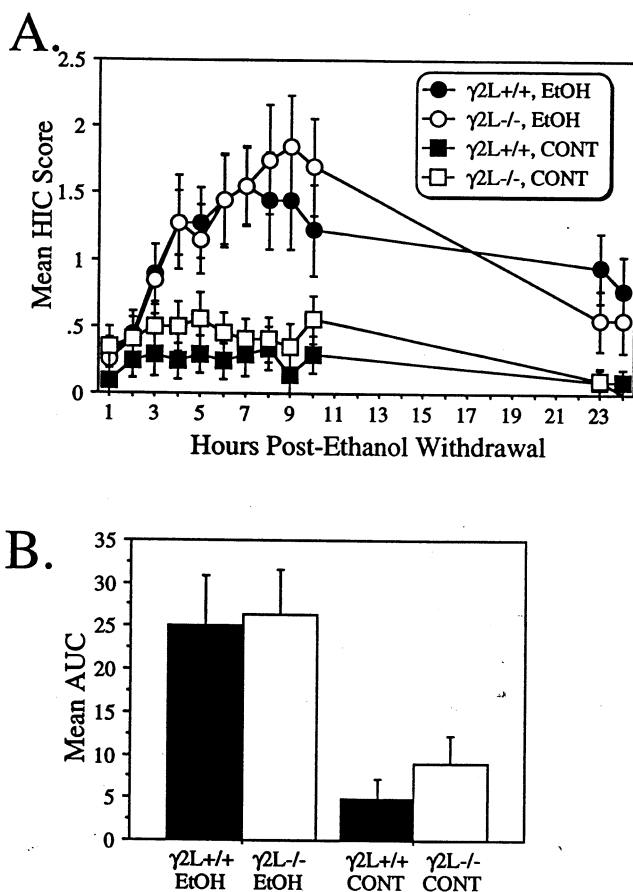 A.
2.5
2
1.5
1
.5
0
Mean HIC Score
γ2L+/+, EtOH
γ2L-/-, EtOH
γ2L+/+, CONT
γ2L-/-, CONT
1 3 5 7 9 11 13 15 17 19 21 23
Hours Post-Ethanol Withdrawal
B.
35
30
25
20
15
10
5
0
Mean AUC
γ2L+/+ γ2L-/- γ2L+/+ γ2L-/-
EtOH EtOH CONT CONT